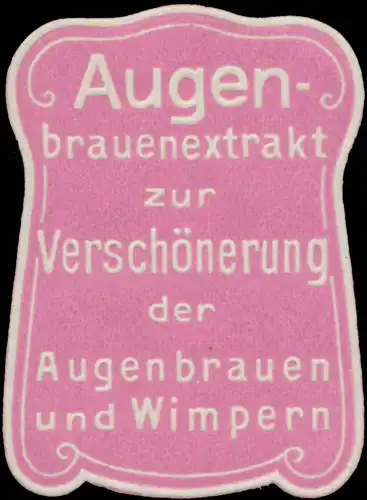 Augen-
brauenextrakt
zur
Verschönerung
der
Augenbrauen
und Wimpern